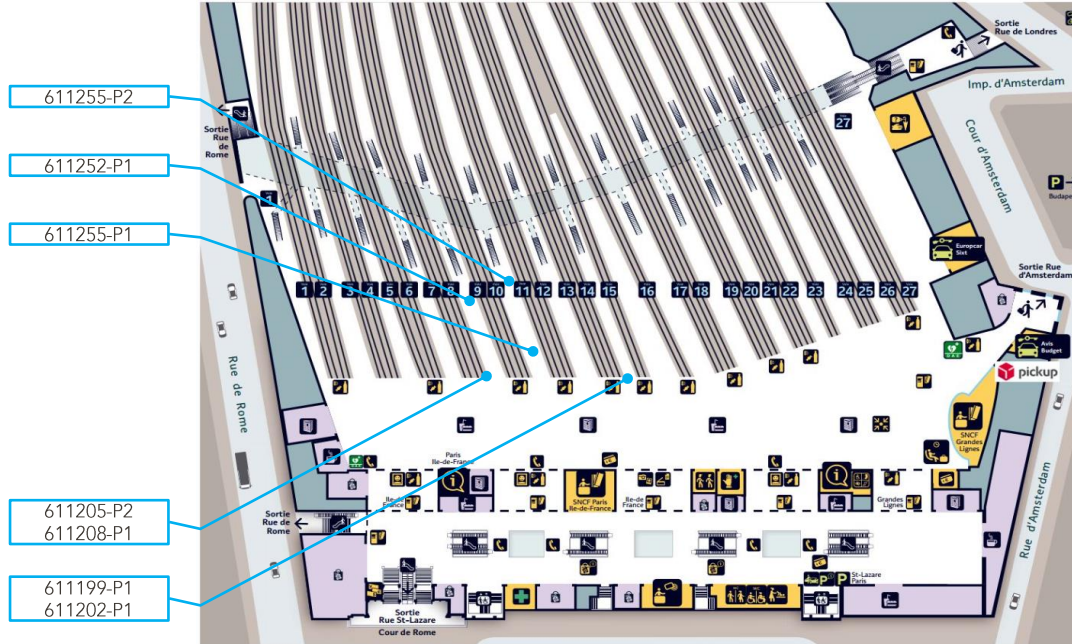 611255-P2
611252-P1
611255-P1
611205-P2
611208-P1
611199-P1
611202-P1
Sortie
Rue de Londres
Imp. d'Amsterdam
Cour d'Amsterdam
Sortie
Rue
de
Rome
27
1
P
Europcar
Sixt
Sortie Rue
d'Amsterdam
1 2 3 4 5 6 7 8 9 10 11 12 13 14 15 16 17 18 19 20 21 22 23 24 25 26 27
Avis
Budget
pickup
Rue de Rome
SNCF
Grandes
Lignes
Paris
Ile-de-France
Ile-de
France
SNCF Paris
Ile-de-France
Ile-de
France
Grandes
Lignes
Sortie
Rue de
Rome
Rue d'Amsterdam
St-Lazare
Paris
P P
Sortie
Rue St-Lazare
Cour de Rome